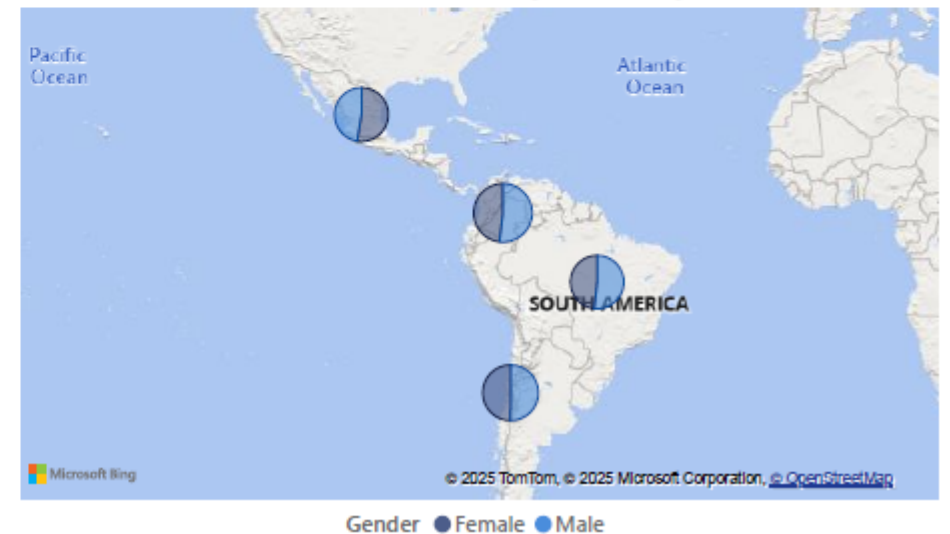 Pacific
Ocean
Atlantic
Ocean
SOUTH AMERICA
Microsoft Bing
© 2025 TomTom, © 2025 Microsoft Corporation, © OpenStreetMap
Gender Female Male